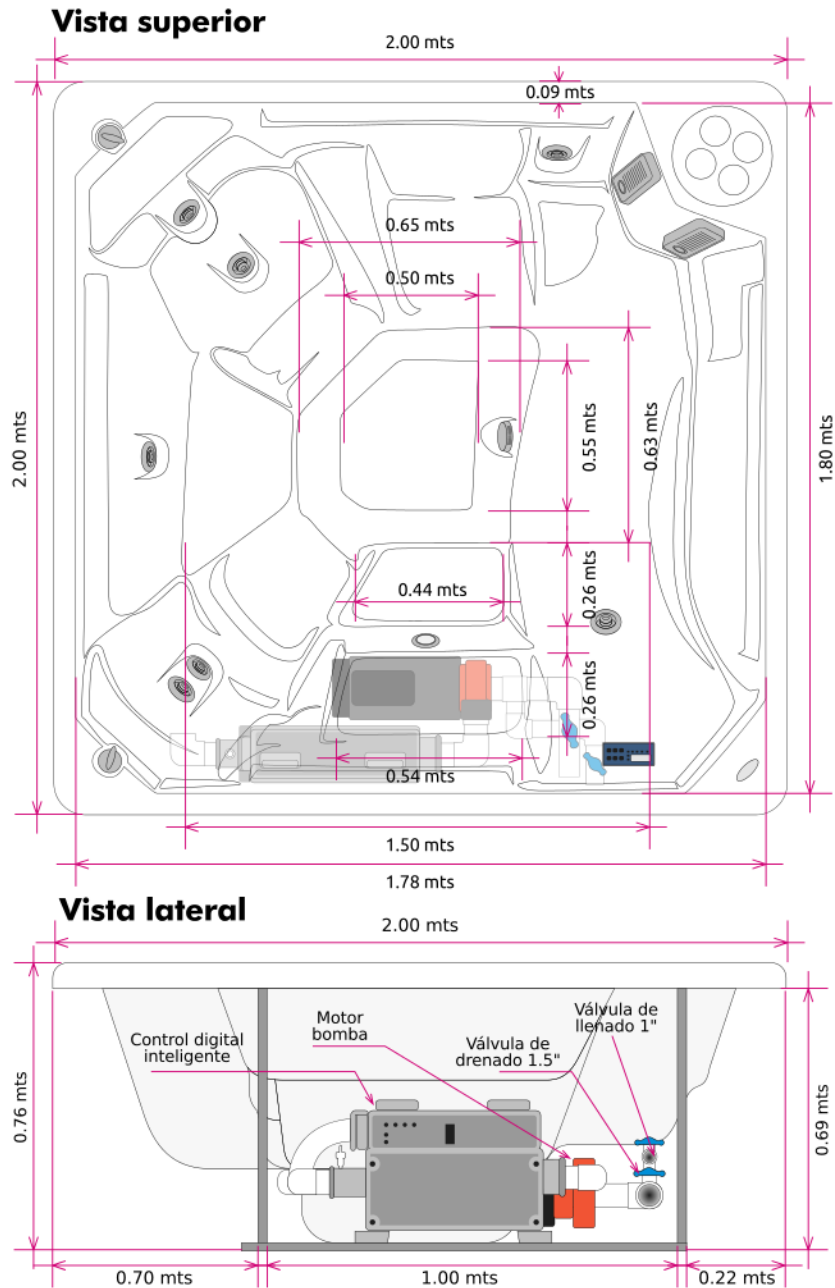 Vista superior
2.00 mts
0.09 mts
0.65 mts
0.50 mts
2.00 mts
0.55 mts
0.63 mts
1.80 mts
0.44 mts
0.26 mts
0.26 mts
0.54 mts
1.50 mts
1.78 mts
Vista lateral
2.00 mts
Control digital
inteligente
Motor
bomba
Válvula de
drenado 1.5"
Válvula de
llenado 1"
0.76 mts
0.69 mts
0.70 mts
1.00 mts
0.22 mts